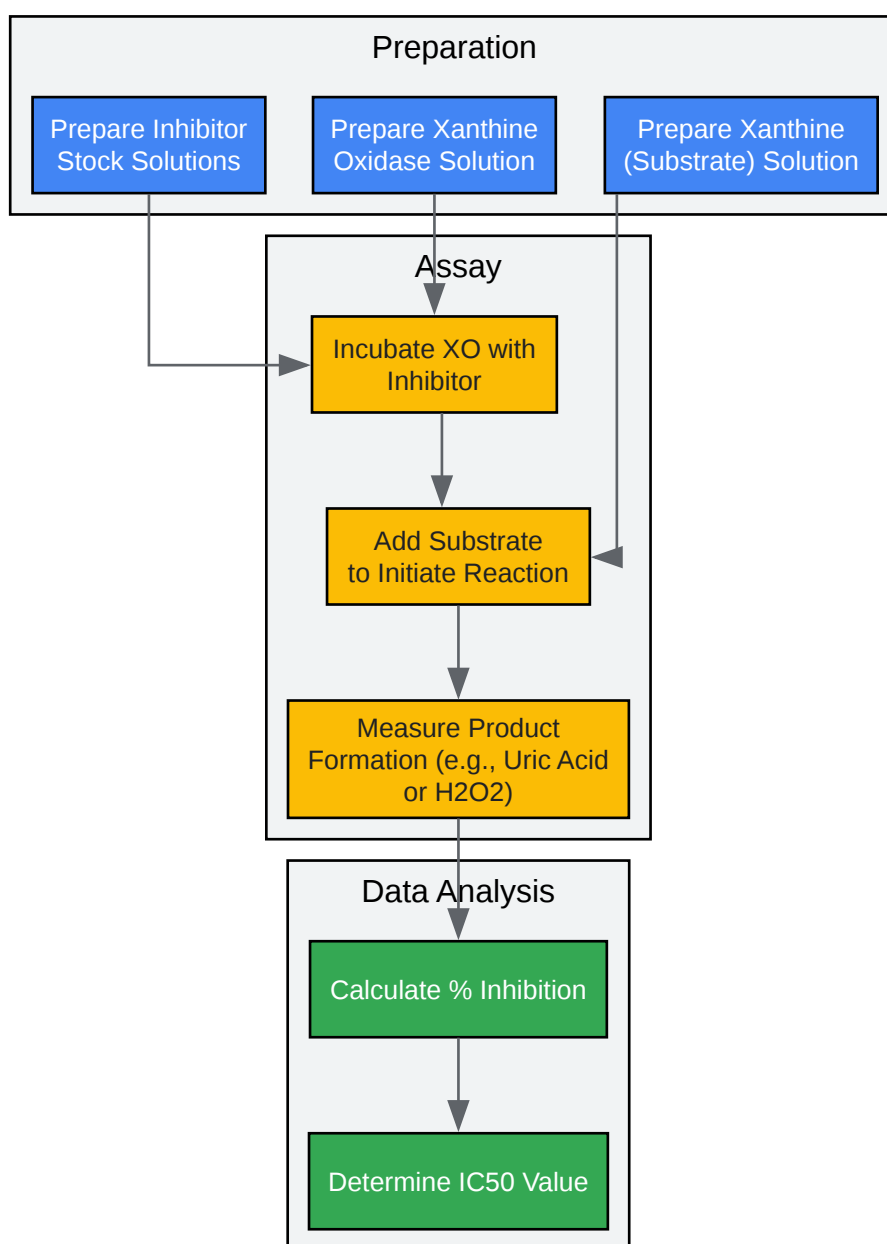 Preparation
Prepare Inhibitor
Stock Solutions
Prepare Xanthine
Oxidase Solution
Prepare Xanthine
(Substrate) Solution
Assay
Incubate XO with
Inhibitor
Add Substrate
to Initiate Reaction
Measure Product
Formation (e.g., Uric Acid
or H2O2)
Data Analysis
Calculate % Inhibition
Determine IC50 Value